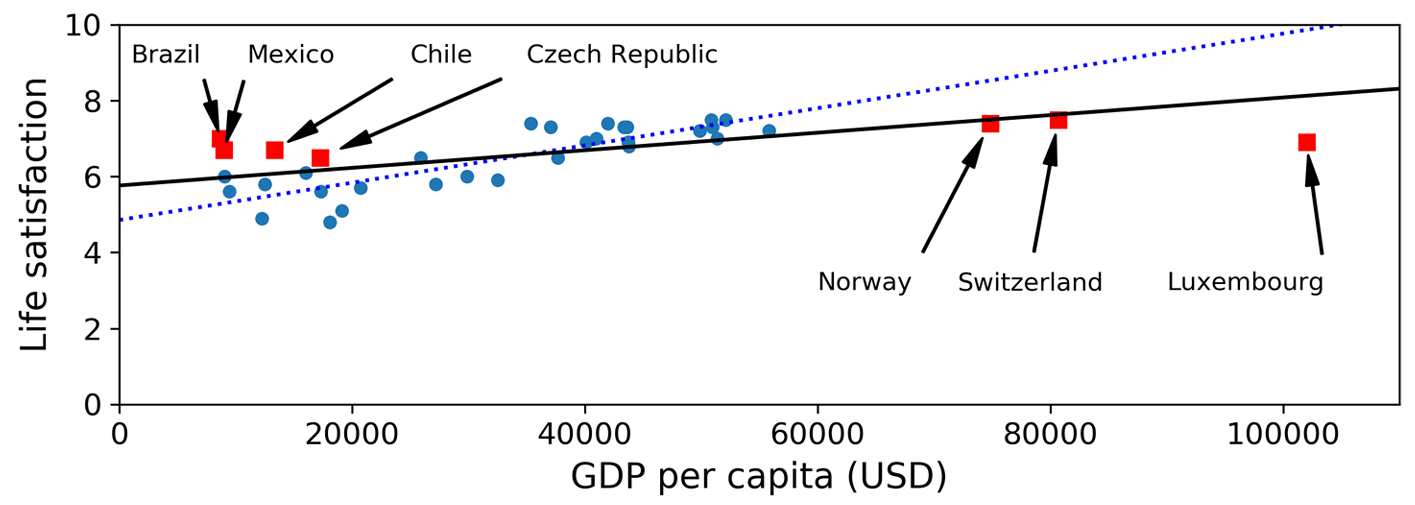 10
Brazil Mexico Chile Czech Republic
8
6
4
Norway Switzerland Luxembourg
2
0
0 20000 40000 60000 80000 100000
GDP per capita (USD)
Life satisfaction